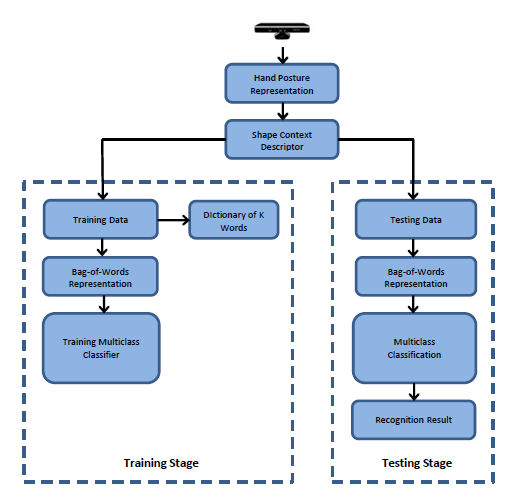 Hand Posture
Representation
Shape Context
Descriptor
Training Data
Dictionary of K
Words
Bag-of-Words
Representation
Training Multiclass
Classifier
Training Stage
Testing Data
Bag-of-Words
Representation
Multiclass
Classification
Recognition Result
Testing Stage